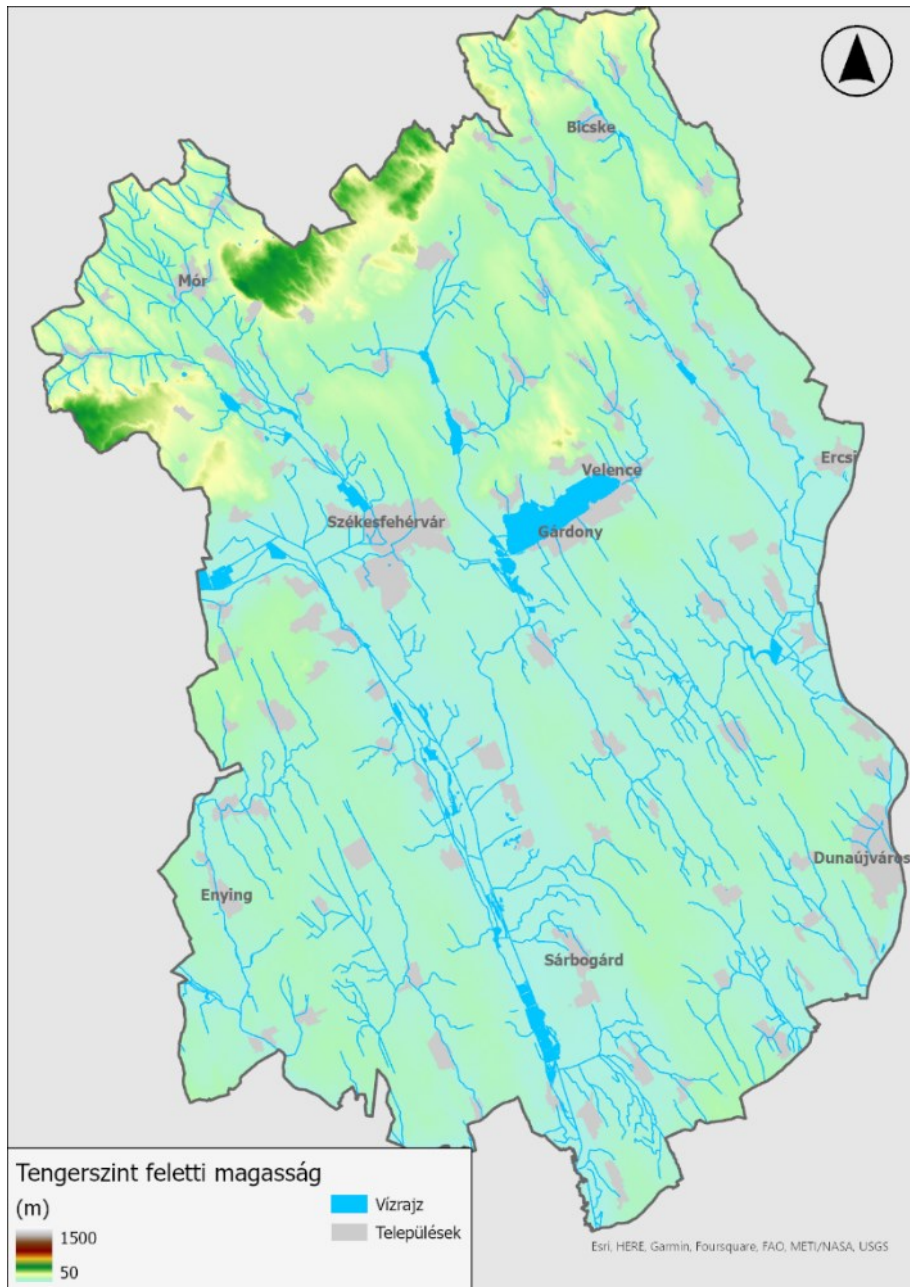 Bicske
Mór
Velence
Ercsi
Székesfehérvár
Gárdony
Dunaújváros
Enying
Sárbogárd
Tengerszint feletti magasság
(m)
1500
50
Vízrajz
Települések
Esri, HERE, Garmin, Foursquare, FAO, METI/NASA, USGS